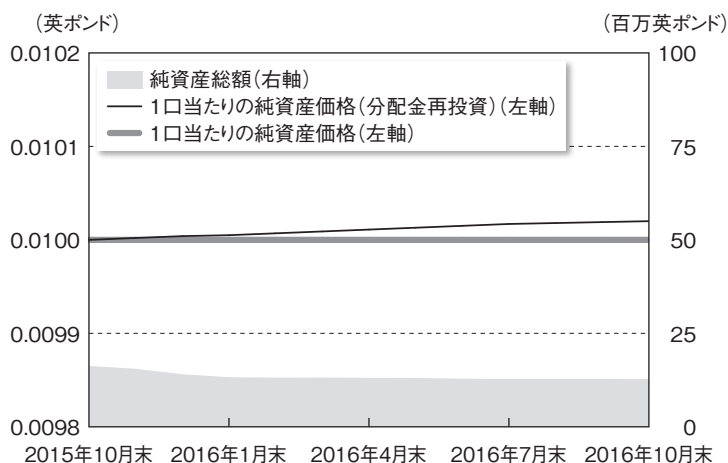 (英ポンド)
(百万英ポンド)
0.0102
100
純資産総額(右軸)
1口当たりの純資産価格(分配金再投資)(左軸)
1口当たりの純資産価格(左軸)
0.0101
75
0.0100
50
0.0099
25
0.0098
0
2015年10月末 2016年1月末 2016年4月末 2016年7月末 2016年10月末